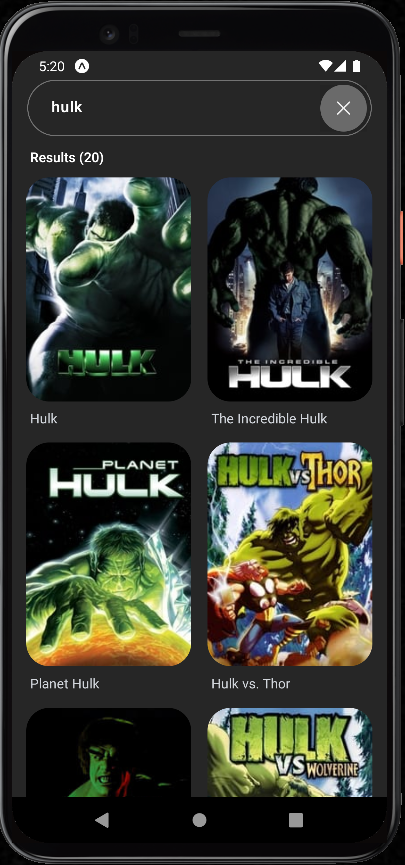 5:20
hulk
Results (20)
HULK
THE INCREDIBLE
HULK
Hulk
The Incredible Hulk
PLANET
HULK
HULK VS THOR
Planet Hulk
Hulk vs. Thor
HULK
VS WOLVERINE